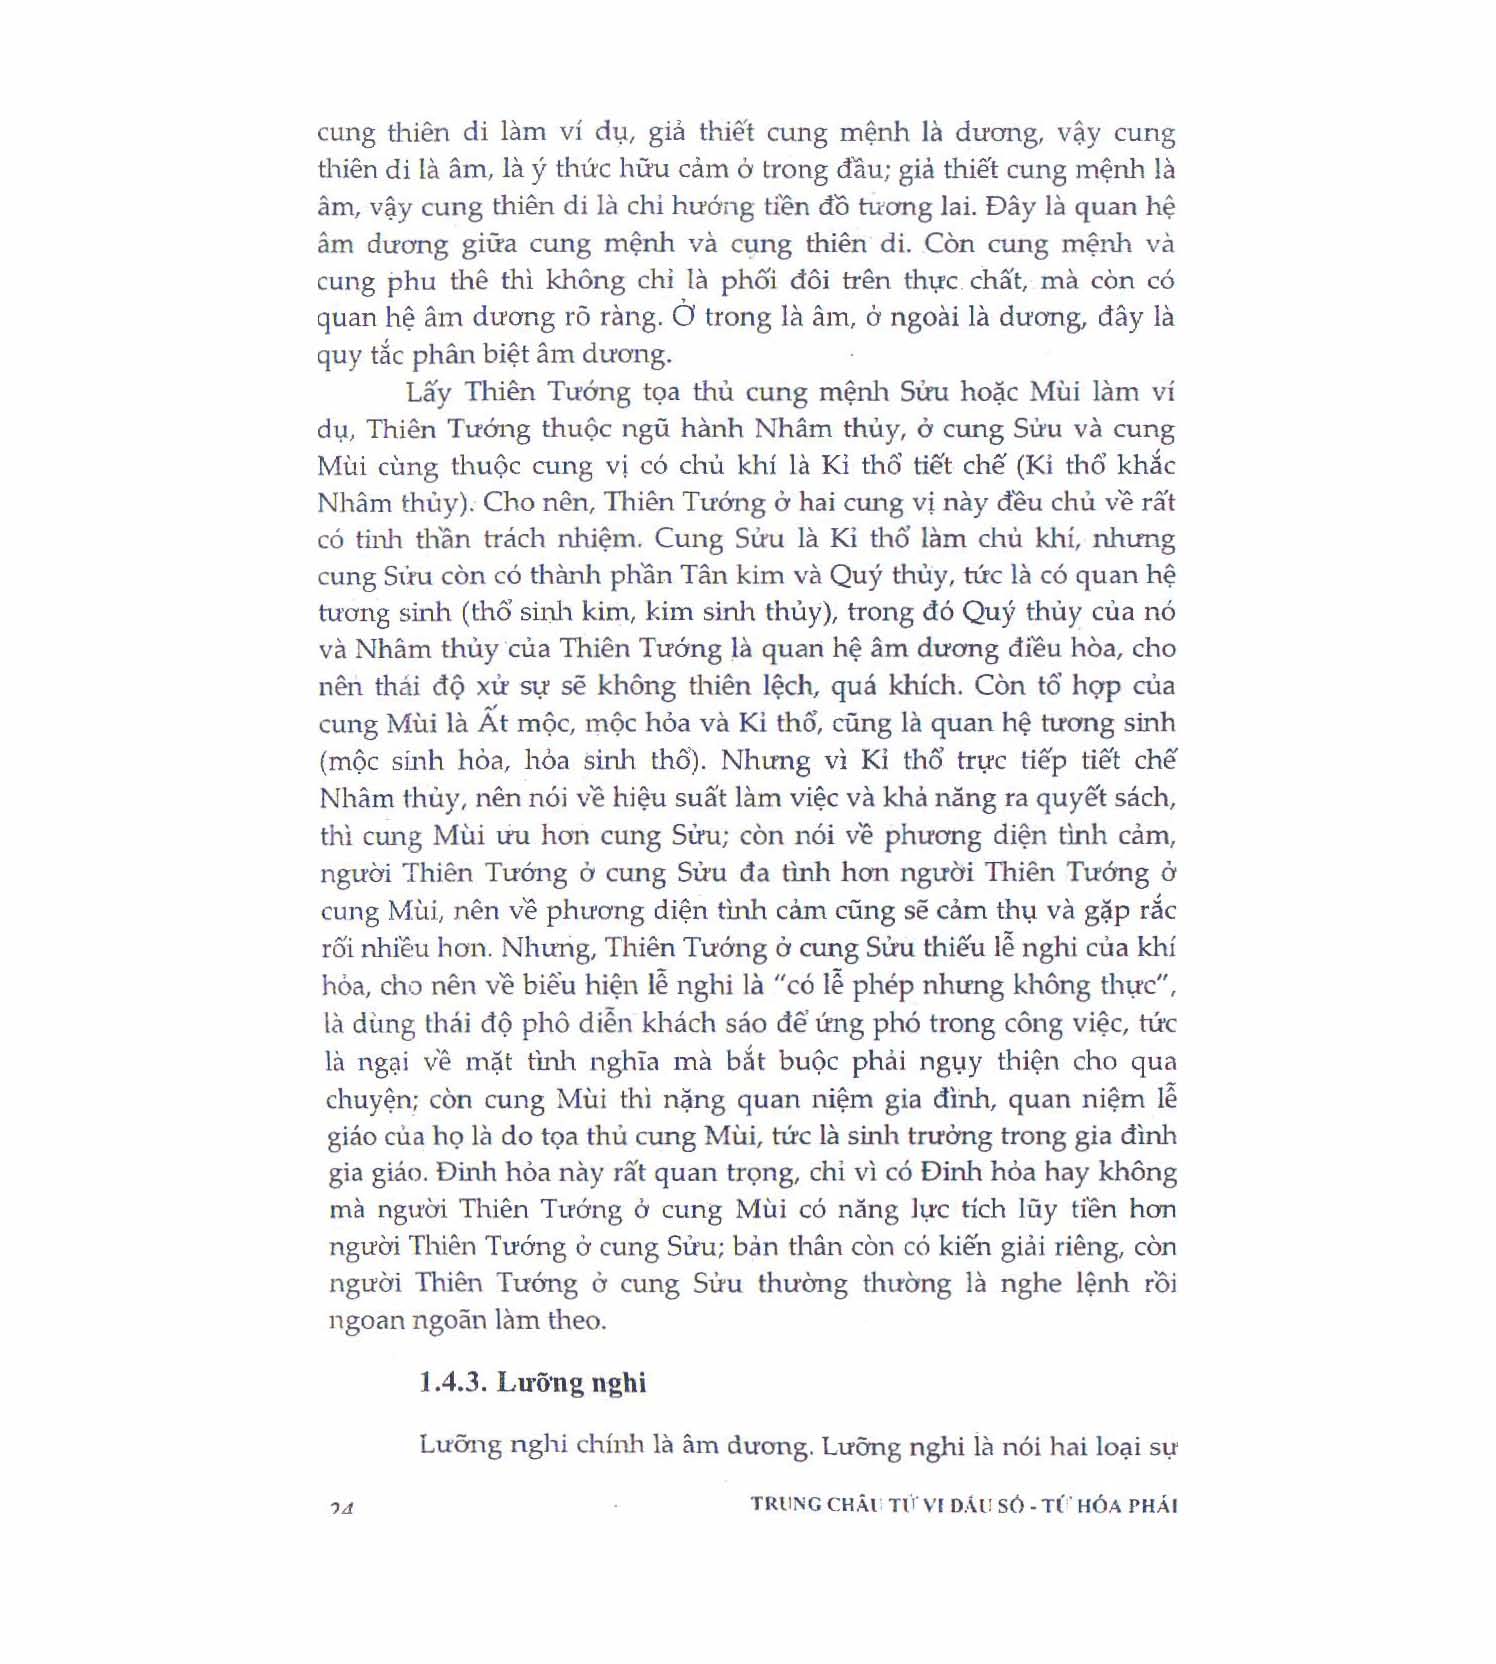 cung thiên di làm ví dụ, giả thiết cung mệnh là dương, vậy cung
thiên di là âm, là ý thức hữu cảm ở trong đầu; giả thiết cung mệnh là
âm, vậy cung thiên di là chỉ hướng tiền đồ tương lai. Đây là quan hệ
âm dương giữa cung mệnh và cung thiên di. Còn cung mệnh và
cung phu thê thì không chỉ là phối đôi trên thực chất, mà còn có
quan hệ âm dương rõ ràng. Ở trong là âm, ở ngoài là dương, đây là
quy tắc phân biệt âm dương.
Lấy Thiên Tướng tọa thủ cung mệnh Sửu hoặc Mùi làm ví
dụ, Thiên Tướng thuộc ngũ hành Nhâm thủy, ở cung Sửu và cung
Mùi cùng thuộc cung vị có chủ khí là Kỉ thổ tiết chế (Kỉ thổ khắc
Nhâm thủy). Cho nên, Thiên Tướng ở hai cung vị này đều chủ về rất
có tinh thần trách nhiệm. Cung Sửu là Kỉ thổ làm chủ khí, nhưng
cung Sửu còn có thành phần Tân kim và Quý thủy, tức là có quan hệ
tương sinh (thổ sinh kim, kim sinh thủy), trong đó Quý thủy của nó
và Nhâm thủy của Thiên Tướng là quan hệ âm dương điều hòa, cho
nên thái độ xử sự sẽ không thiên lệch, quá khích. Còn tổ hợp của
cung Mùi là Ất mộc, mộc hỏa và Kỉ thổ, cũng là quan hệ tương sinh
(mộc sinh hỏa, hỏa sinh thổ). Nhưng vì Kỉ thổ trực tiếp tiết chế
Nhâm thủy, nên nói về hiệu suất làm việc và khả năng ra quyết sách,
thì cung Mùi ưu hơn cung Sửu; còn nói về phương diện tình cảm,
người Thiên Tướng ở cung Sửu đa tình hơn người Thiên Tướng ở
cung Mùi, nên về phương diện tình cảm cũng sẽ cảm thụ và gặp rắc
rối nhiều hơn. Nhưng, Thiên Tướng ở cung Sửu thiếu lễ nghi của khí
hỏa, cho nên về biểu hiện lễ nghi là "có lễ phép nhưng không thực",
là dùng thái độ phô diễn khách sáo để ứng phó trong công việc, tức
là ngại về mặt tình nghĩa mà bắt buộc phải ngụy thiện cho qua
chuyện; còn cung Mùi thì nặng quan niệm gia đình, quan niệm lễ
giáo của họ là do tọa thủ cung Mùi, tức là sinh trưởng trong gia đình
gia giáo. Đinh hỏa này rất quan trọng, chỉ vì có Đinh hỏa hay không
mà người Thiên Tướng ở cung Mùi có năng lực tích lũy tiền hơn
người Thiên Tướng ở cung Sửu; bản thân còn có kiến giải riêng, còn
người Thiên Tướng ở cung Sửu thường thường là nghe lệnh rồi
ngoan ngoãn làm theo.
1.4.3. Lưỡng nghi
Lưỡng nghi chính là âm dương. Lưỡng nghi là nói hai loại sự
24 TRUNG CHÂU TỬ VI ĐẨU SỐ - TỨ HÓA PHÁI